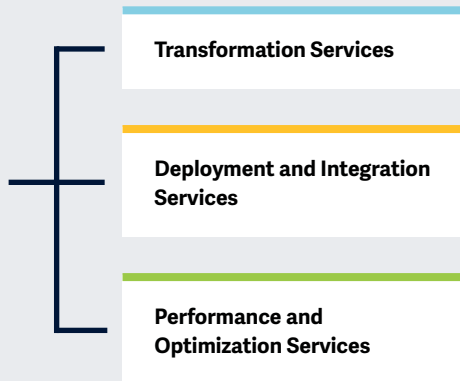 Transformation Services
Deployment and Integration
Services
Performance and
Optimization Services